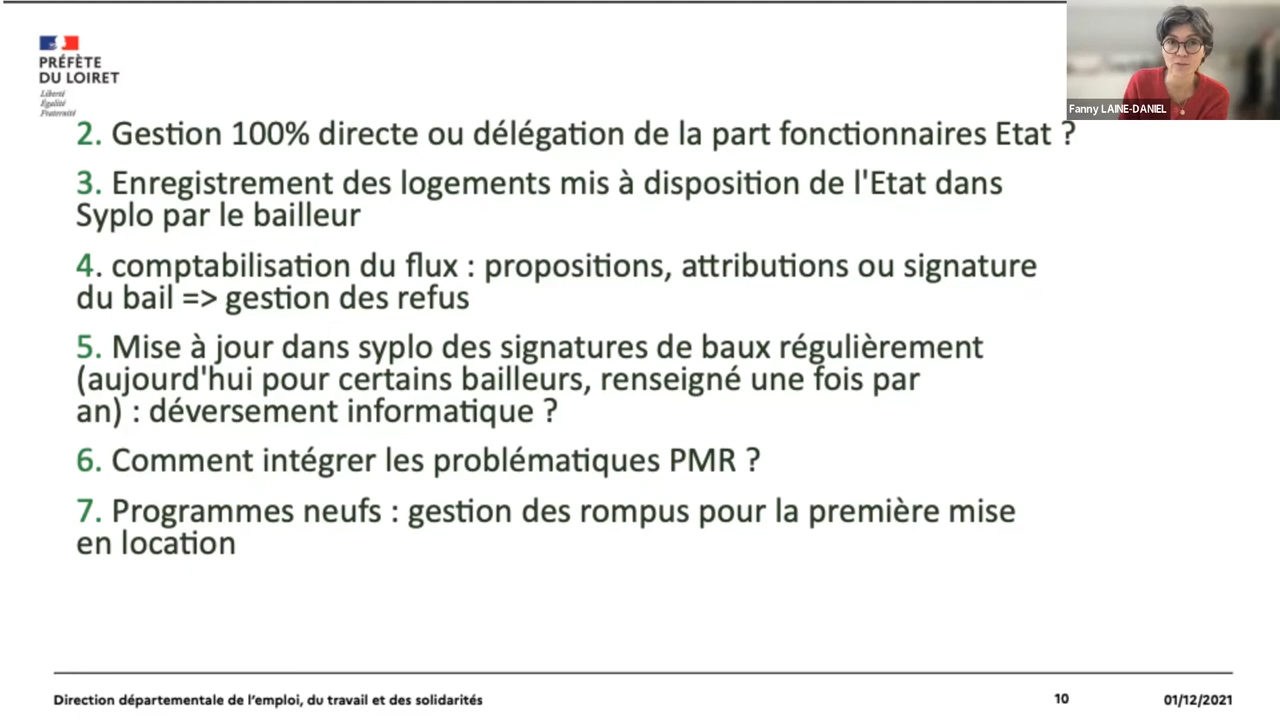 PRÉFÈTE
DU LOIRET
Liberté
Égalité
Fraternité
Fanny LAINE-DANIEL
2. Gestion 100% directe ou délégation de la part fonctionnaires Etat ?
3. Enregistrement des logements mis à disposition de l'Etat dans
Syplo par le bailleur
4. comptabilisation du flux : propositions, attributions ou signature
du bail => gestion des refus
5. Mise à jour dans syplo des signatures de baux régulièrement
(aujourd'hui pour certains bailleurs, renseigné une fois par
an) : déversement informatique ?
6. Comment intégrer les problématiques PMR ?
7. Programmes neufs : gestion des rompus pour la première mise
en location
Direction départementale de l'emploi, du travail et des solidarités
10
01/12/2021